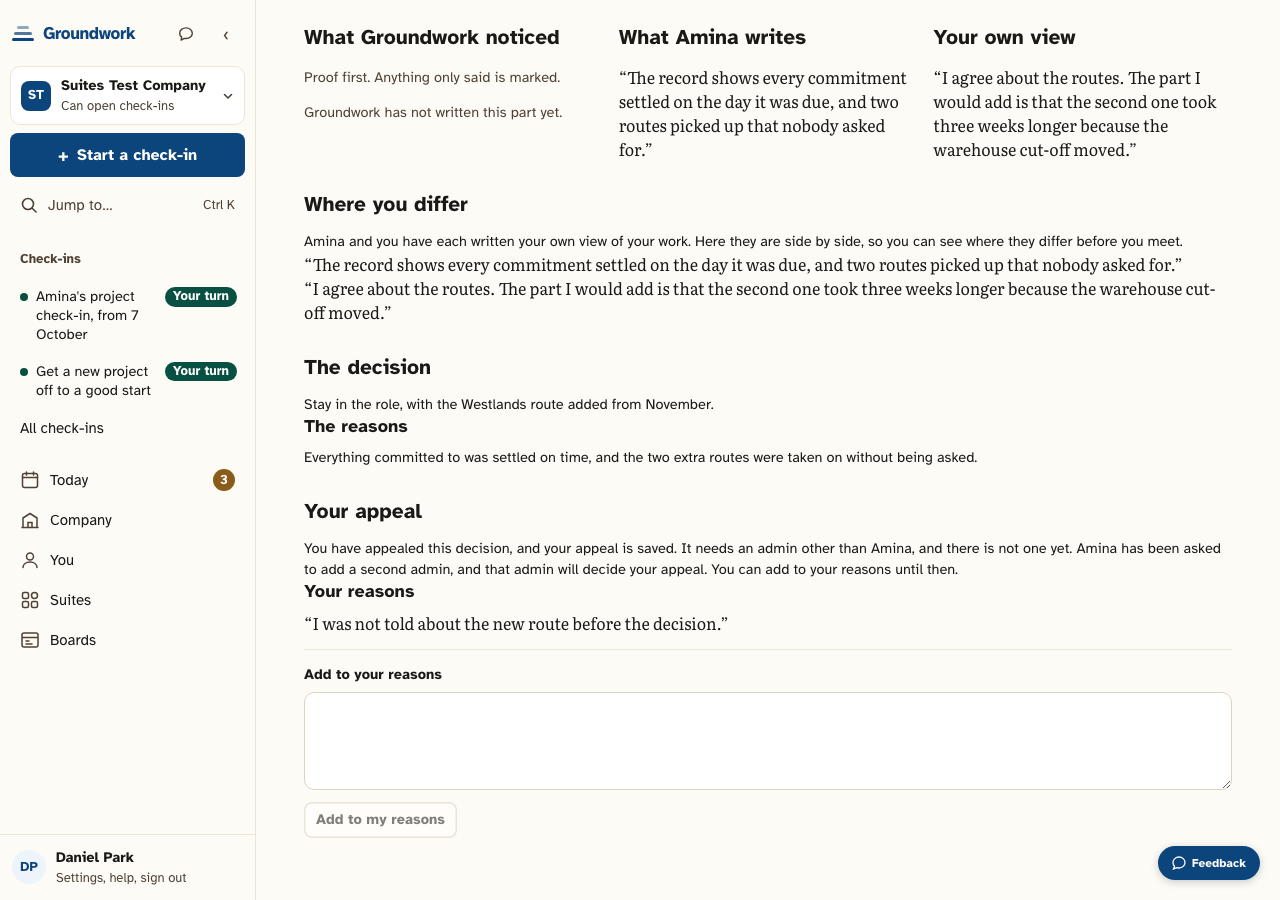 Groundwork
ST
Suites Test Company
Can open check-ins
+ Start a check-in
Jump to...
Ctrl K
Check-ins
Amina's project
check-in, from 7
October
Your turn
Get a new project
off to a good start
Your turn
All check-ins
Today
3
Company
You
Suites
Boards
DP
Daniel Park
Settings, help, sign out
What Groundwork noticed
Proof first. Anything only said is marked.
Groundwork has not written this part yet.
What Amina writes
“The record shows every commitment
settled on the day it was due, and two
routes picked up that nobody asked
for.”
Your own view
“I agree about the routes. The part I
would add is that the second one took
three weeks longer because the
warehouse cut-off moved.”
Where you differ
Amina and you have each written your own view of your work. Here they are side by side, so you can see where they differ before you meet.
“The record shows every commitment settled on the day it was due, and two routes picked up that nobody asked for.”
“I agree about the routes. The part I would add is that the second one took three weeks longer because the warehouse cut-
off moved.”
The decision
Stay in the role, with the Westlands route added from November.
The reasons
Everything committed to was settled on time, and the two extra routes were taken on without being asked.
Your appeal
You have appealed this decision, and your appeal is saved. It needs an admin other than Amina, and there is not one yet. Amina has been asked
to add a second admin, and that admin will decide your appeal. You can add to your reasons until then.
Your reasons
“I was not told about the new route before the decision.”
Add to your reasons
Add to my reasons
Feedback